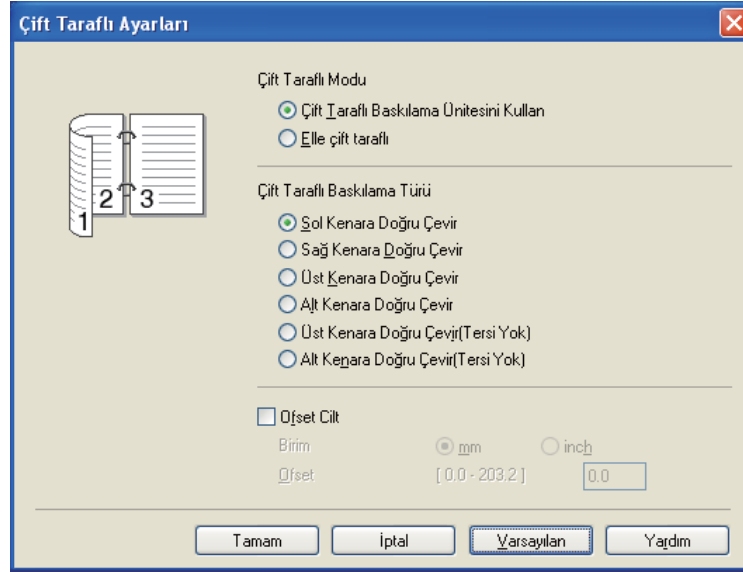 Çift Taraflı Ayarları
Çift Taraflı Modu
Çift Taraflı Baskılama Ünitesini Kullan
Elle çift taraflı
1 2 3
Çift Taraflı Baskılama Türü
Sol Kenara Doğru Çevir
Sağ Kenara Doğru Çevir
Üst Kenara Doğru Çevir
Alt Kenara Doğru Çevir
Üst Kenara Doğru Çevir(Tersi Yok)
Alt Kenara Doğru Çevir(Tersi Yok)
Ofset Cilt
Birim mm inch
Ofset [ 0.0 - 203.2 ] 0.0
Tamam İptal Varsayılan Yardım